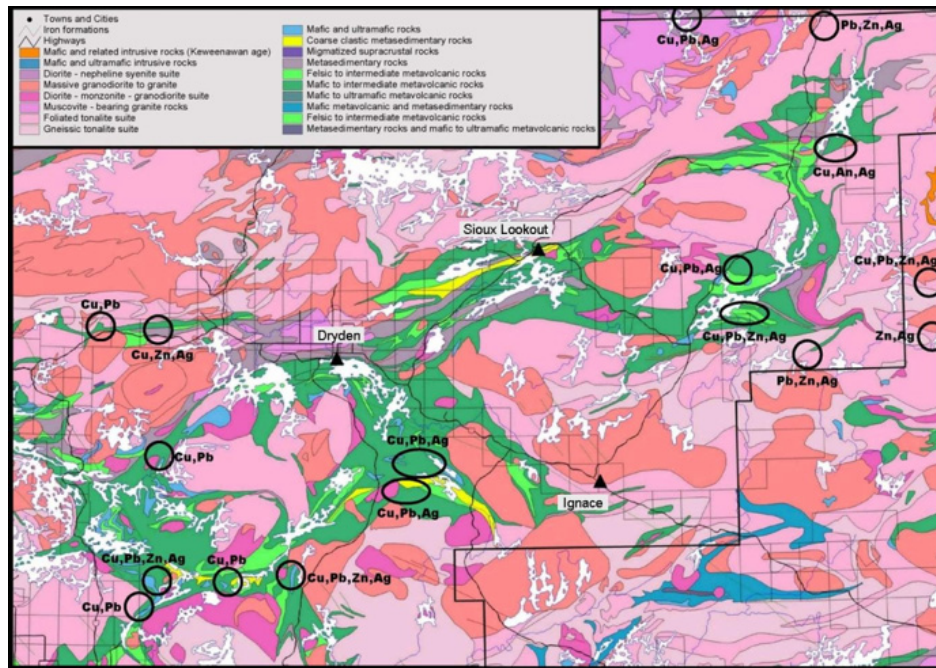 Towns and Cities
Iron formations
Highways
Mafic and related intrusive rocks (Keweenawan age)
Mafic and ultramafic intrusive rocks
Diorite - nepheline syenite suite
Massive granodiorite to granite
Diorite - monzonite - granodiorite suite
Muscovite - bearing granite rocks
Foliated tonalite suite
Gneissic tonalite suite
Mafic and ultramafic rocks
Coarse clastic metasedimentary rocks
Migmatized supracrustal rocks
Metasedimentary rocks
Felsic to intermediate metavolcanic rocks
Mafic to intermediate metavolcanic rocks
Mafic to ultramafic metavolcanic rocks
Mafic metavolcanic and metasedimentary rocks
Felsic to intermediate metavolcanic rocks
Metasedimentary rocks and mafic to ultramafic metavolcanic rocks
Cu,Pb,Ag
Pb,Zn,Ag
Cu,An,Ag
Sioux Lookout
Cu,Pb,Ag
Cu,Pb,Zn,Ag
Cu,Pb
Cu,Zn,Ag
Dryden
Cu,Pb,Zn,Ag
Zn,Ag
Pb,Zn,Ag
Cu,Pb
Cu,Pb,Ag
Cu,Pb,Ag
Ignace
Cu,Pb,Zn,Ag
Cu,Pb
Cu,Pb,Zn,Ag
Cu,Pb